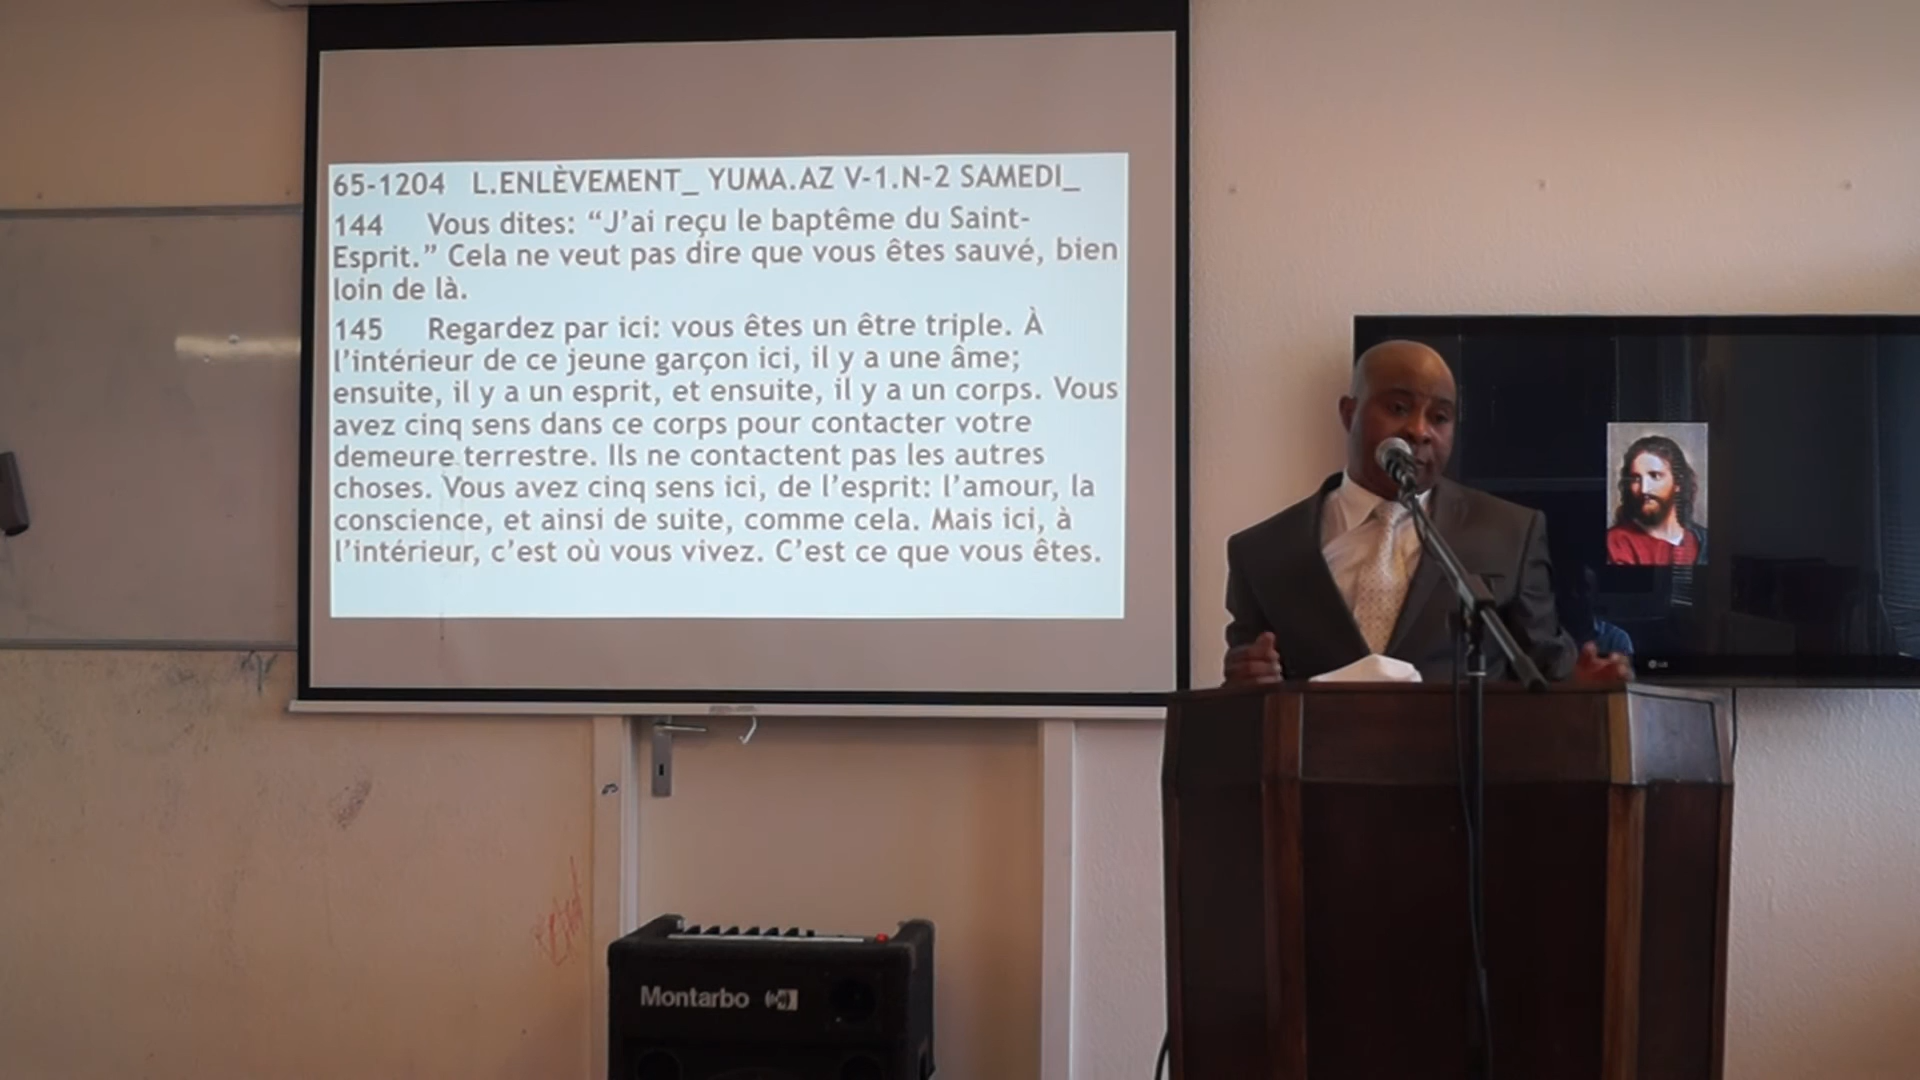 65-1204 L.ENLÈVEMENT_ YUMA.AZ V-1.N-2 SAMEDI_
144 Vous dites: “J’ai reçu le baptême du Saint-
Esprit.” Cela ne veut pas dire que vous êtes sauvé, bien
loin de là.
145 Regardez par ici: vous êtes un être triple. À
l’intérieur de ce jeune garçon ici, il y a une âme;
ensuite, il y a un esprit, et ensuite, il y a un corps. Vous
avez cinq sens dans ce corps pour contacter votre
demeure terrestre. Ils ne contactent pas les autres
choses. Vous avez cinq sens ici, de l’esprit: l’amour, la
conscience, et ainsi de suite, comme cela. Mais ici, à
l’intérieur, c’est où vous vivez. C’est ce que vous êtes.
LG
Montarbo